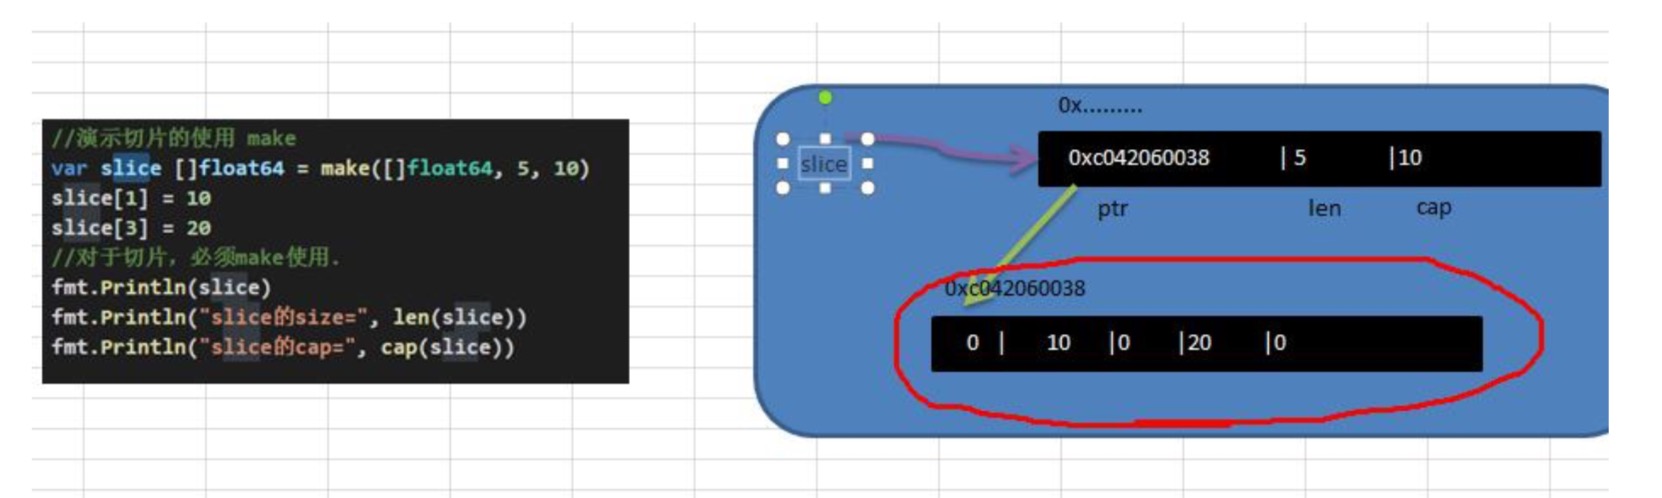 //演示切片的使用 make
var slice []float64 = make([]float64, 5, 10)
slice[1] = 10
slice[3] = 20
//对于切片，必须make使用.
fmt.Println(slice)
fmt.Println("slice的size=", len(slice))
fmt.Println("slice的cap=", cap(slice))
slice
0x.........
0xc042060038 |5 |10
ptr len cap
0xc042060038
0 | 10 |0 |20 |0